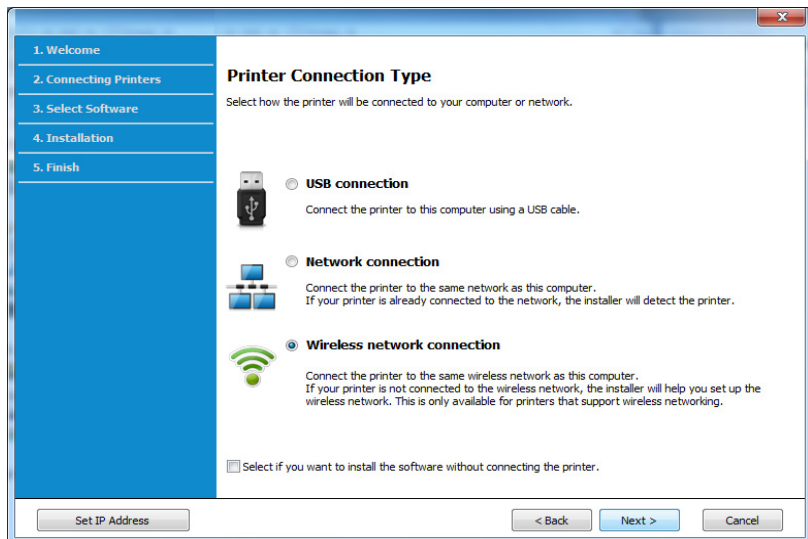 1. Welcome
2. Connecting Printers
3. Select Software
4. Installation
5. Finish
Printer Connection Type
Select how the printer will be connected to your computer or network.
USB connection
Connect the printer to this computer using a USB cable.
Network connection
Connect the printer to the same network as this computer.
If your printer is already connected to the network, the installer will detect the printer.
Wireless network connection
Connect the printer to the same wireless network as this computer.
If your printer is not connected to the wireless network, the installer will help you set up the
wireless network. This is only available for printers that support wireless networking.
Select if you want to install the software without connecting the printer.
Set IP Address
< Back
Next >
Cancel